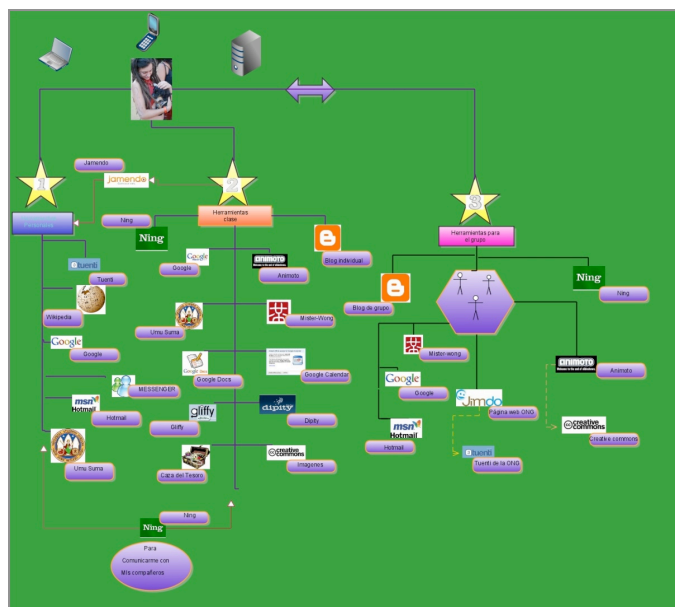 1
2
3
Jamendo
jamendo
Personales
Herramientas
clase
Herramientas para
el grupo
Ning
Ning
Google
Google
ANIMOTO
Animoto
Blog individual
tuenti
Tuenti
Wikipedia
Google
Google
MESSENGER
msn
Hotmail
Hotmail
Umu Suma
Umu Suma
Mister-Wong
Google Docs
Google Docs
Google Calendar
gliffy
Gliffy
dipity
Dipity
Caza del Tesoro
creative
commons
Imagenes
Ning
Ning
Para
Comunicarme con
Mis compañeros
Blog de grupo
Ning
Ning
Mister-wong
Google
Google
msn
Hotmail
Hotmail
Jimdo
Página web ONG
tuenti
Tuenti de la ONG
ANIMOTO
Animoto
creative
commons
Creative commons